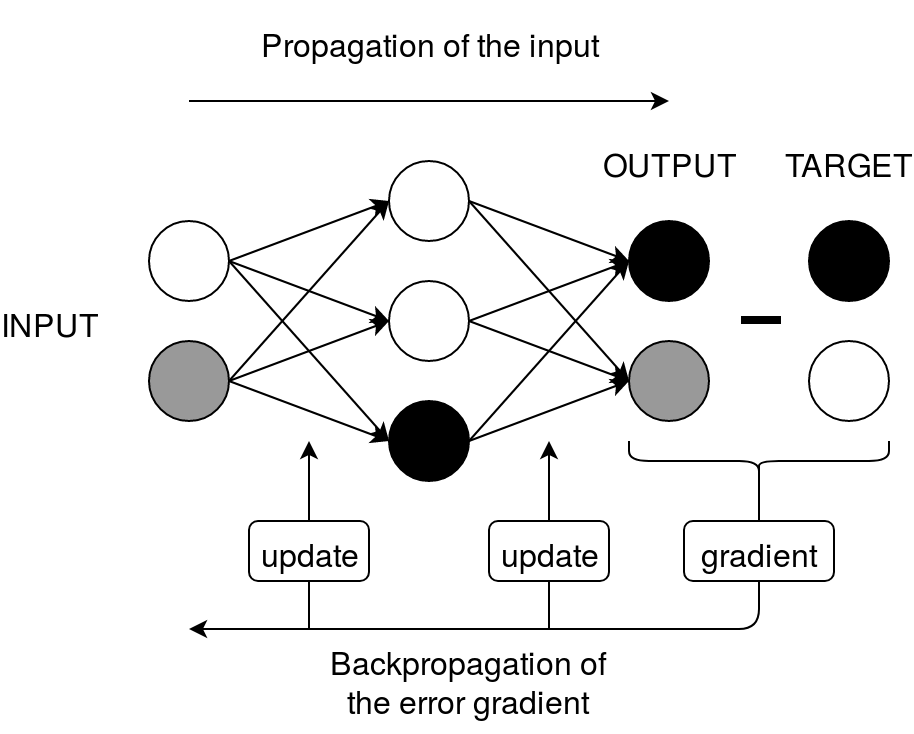 Propagation of the input
OUTPUT
TARGET
INPUT
update
update
gradient
Backpropagation of
the error gradient